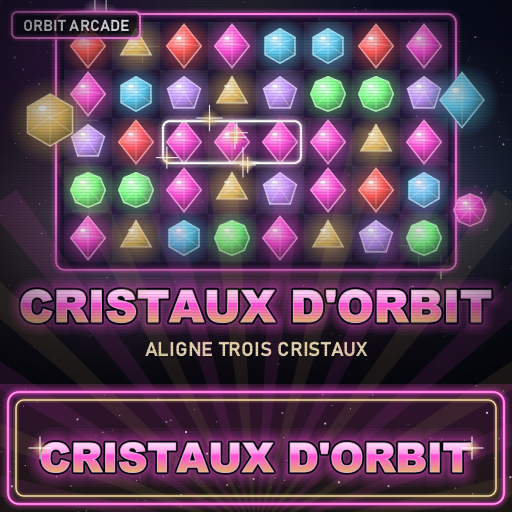 ORBIT ARCADE
CRISTAUX D'ORBIT
ALIGNE TROIS CRISTAUX
CRISTAUX D'ORBIT